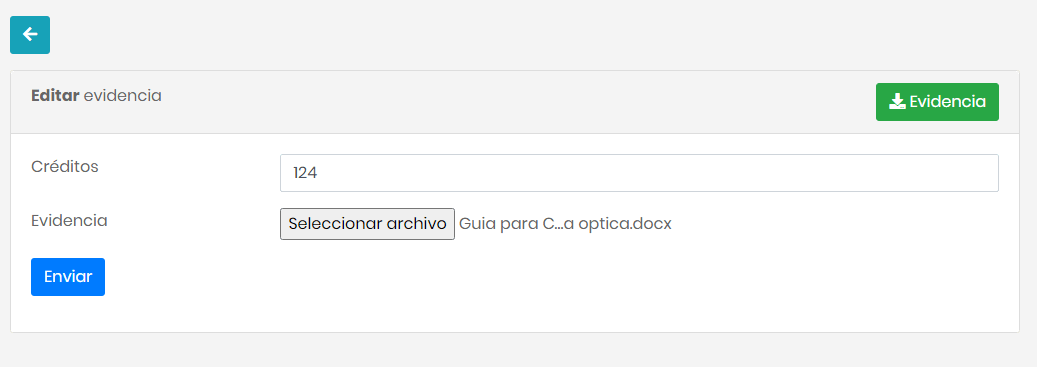 Editar evidencia
Evidencia
Créditos
124
Evidencia
Seleccionar archivo Guia para C...a optica.docx
Enviar